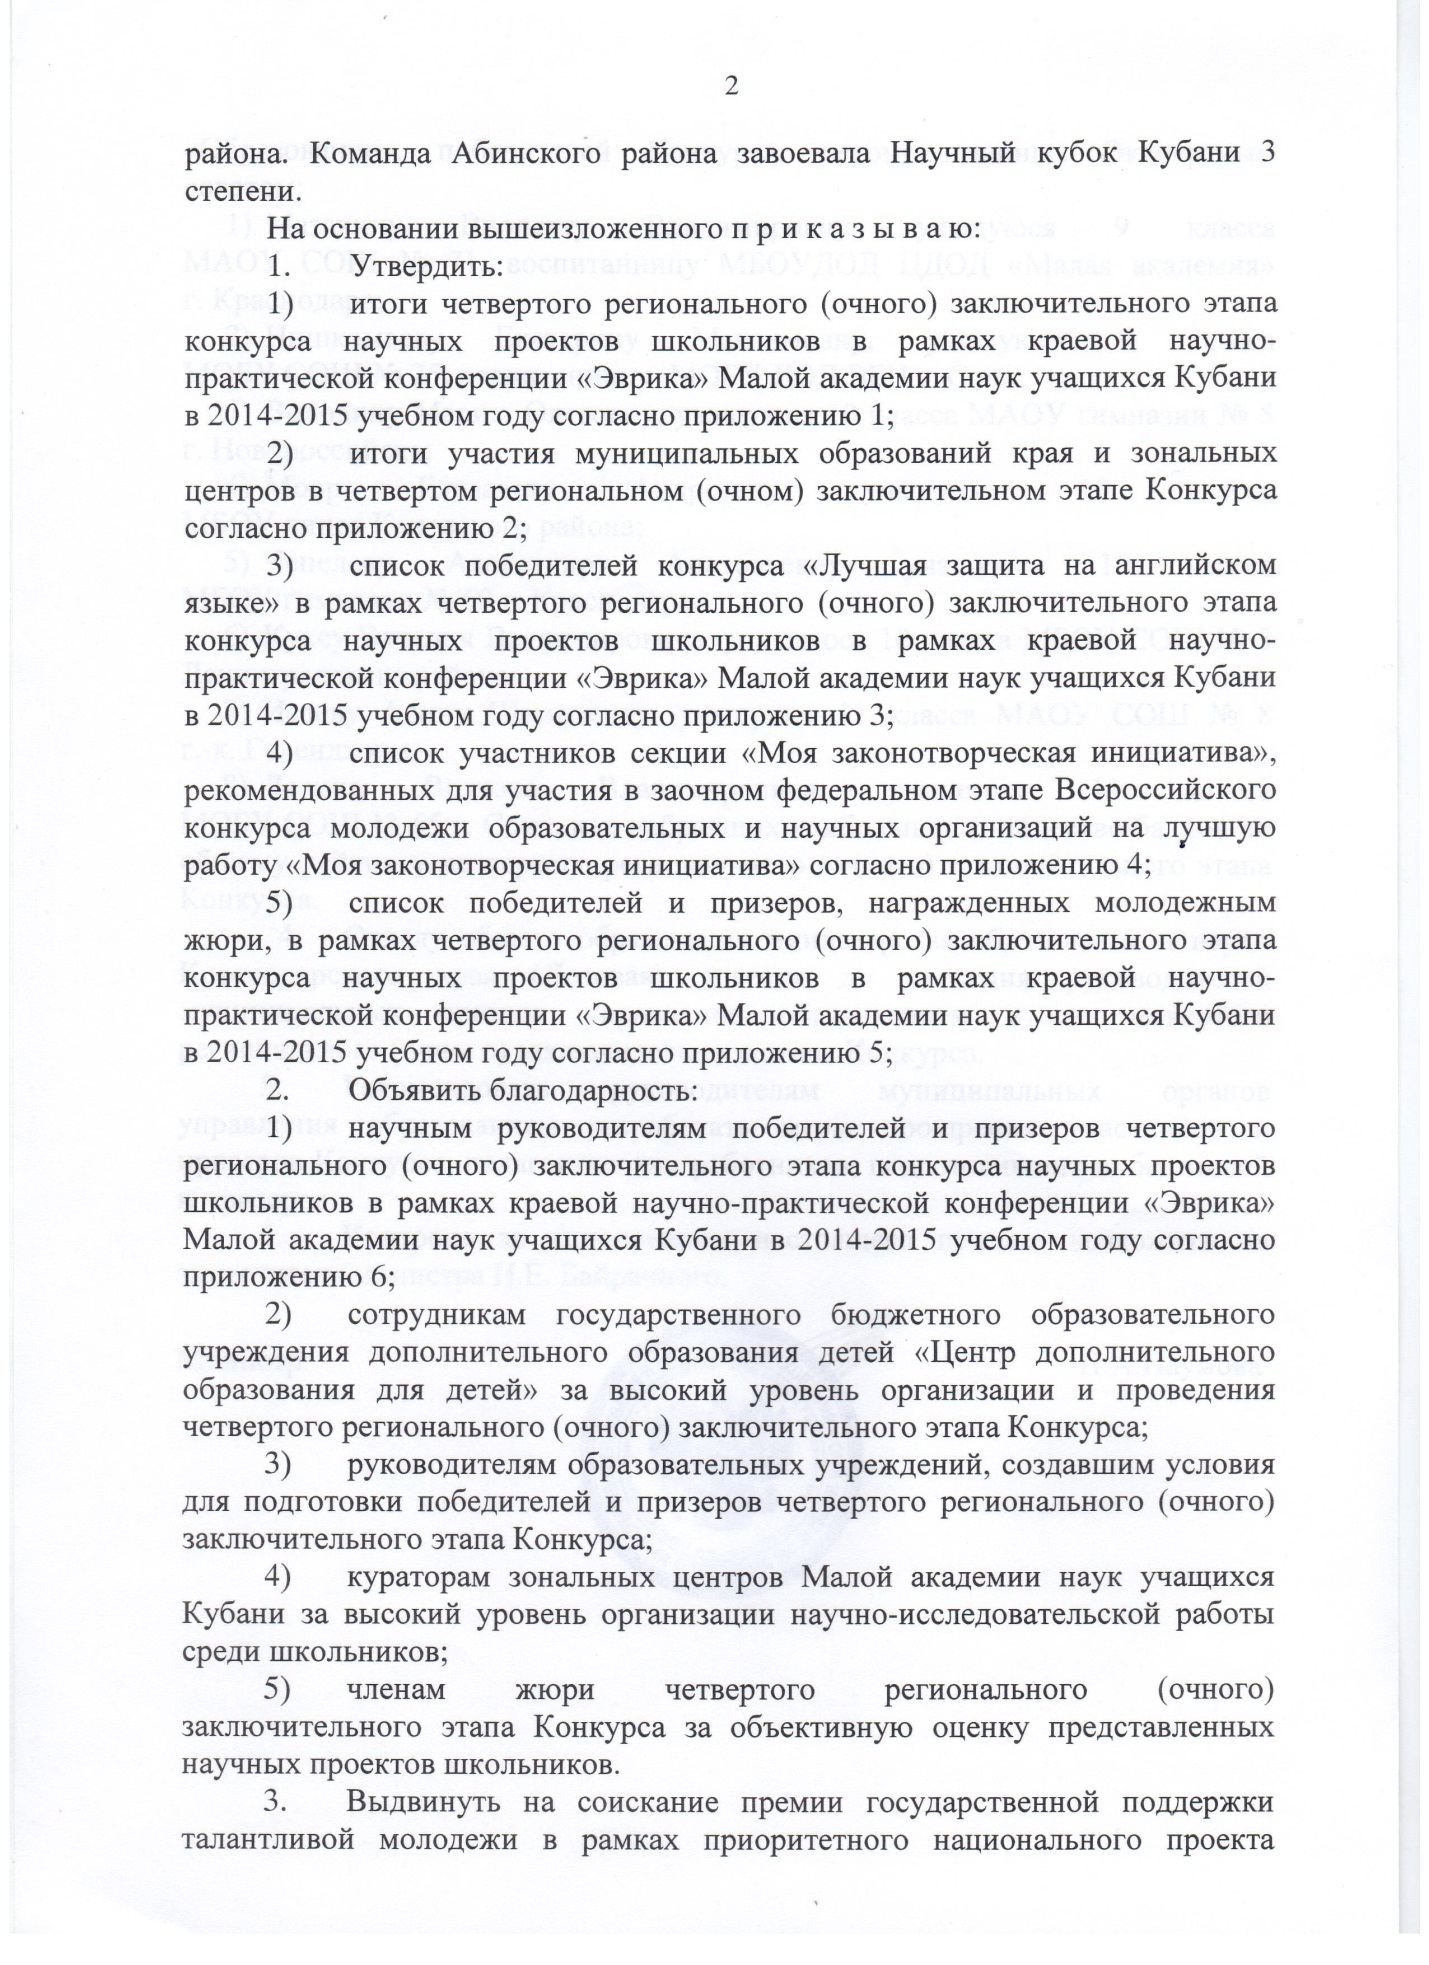 2
района. Команда Абинского района завоевала Научный кубок Кубани 3
степени.
На основании вышеизложенного п р и к а з ы в а ю:
1. Утвердить:
1) итоги четвертого регионального (очного) заключительного этапа
конкурса научных проектов школьников в рамках краевой научно-
практической конференции «Эврика» Малой академии наук учащихся Кубани
в 2014-2015 учебном году согласно приложению 1;
2) итоги участия муниципальных образований края и зональных
центров в четвертом региональном (очном) заключительном этапе Конкурса
согласно приложению 2;
3) список победителей конкурса «Лучшая защита на английском
языке» в рамках четвертого регионального (очного) заключительного этапа
конкурса научных проектов школьников в рамках краевой научно-
практической конференции «Эврика» Малой академии наук учащихся Кубани
в 2014-2015 учебном году согласно приложению 3;
4) список участников секции «Моя законотворческая инициатива»,
рекомендованных для участия в заочном федеральном этапе Всероссийского
конкурса молодежи образовательных и научных организаций на лучшую
работу «Моя законотворческая инициатива» согласно приложению 4;
5) список победителей и призеров, награжденных молодежным
жюри, в рамках четвертого регионального (очного) заключительного этапа
конкурса научных проектов школьников в рамках краевой научно-
практической конференции «Эврика» Малой академии наук учащихся Кубани
в 2014-2015 учебном году согласно приложению 5;
2. Объявить благодарность:
1) научным руководителям победителей и призеров четвертого
регионального (очного) заключительного этапа конкурса научных проектов
школьников в рамках краевой научно-практической конференции «Эврика»
Малой академии наук учащихся Кубани в 2014-2015 учебном году согласно
приложению 6;
2) сотрудникам государственного бюджетного образовательного
учреждения дополнительного образования детей «Центр дополнительного
образования для детей» за высокий уровень организации и проведения
четвертого регионального (очного) заключительного этапа Конкурса;
3) руководителям образовательных учреждений, создавшим условия
для подготовки победителей и призеров четвертого регионального (очного)
заключительного этапа Конкурса;
4) кураторам зональных центров Малой академии наук учащихся
Кубани за высокий уровень организации научно-исследовательской работы
среди школьников;
5) членам жюри четвертого регионального (очного)
заключительного этапа Конкурса за объективную оценку представленных
научных проектов школьников.
3. Выдвинуть на соискание премии государственной поддержки
талантливой молодежи в рамках приоритетного национального проекта